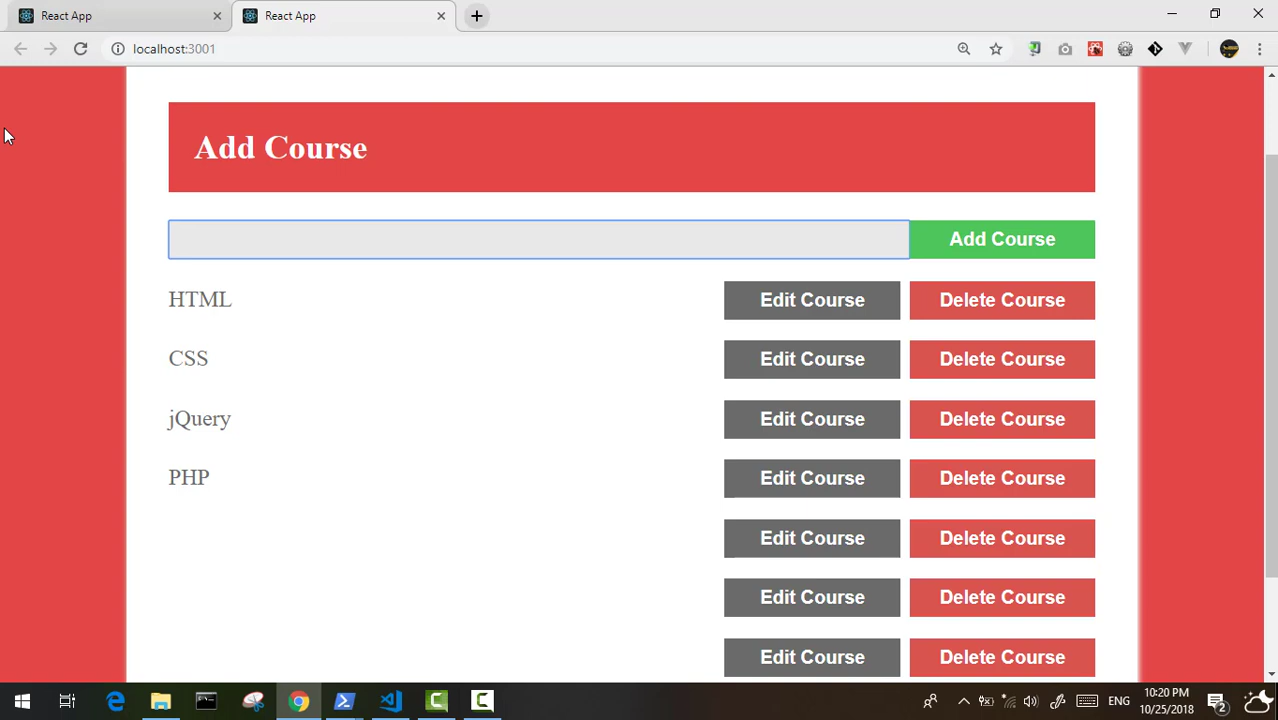 React App
React App
localhost:3001
Add Course
Add Course
HTML Edit Course Delete Course
CSS Edit Course Delete Course
jQuery Edit Course Delete Course
PHP Edit Course Delete Course
Edit Course Delete Course
Edit Course Delete Course
Edit Course Delete Course
ENG
10:20 PM
10/25/2018
2